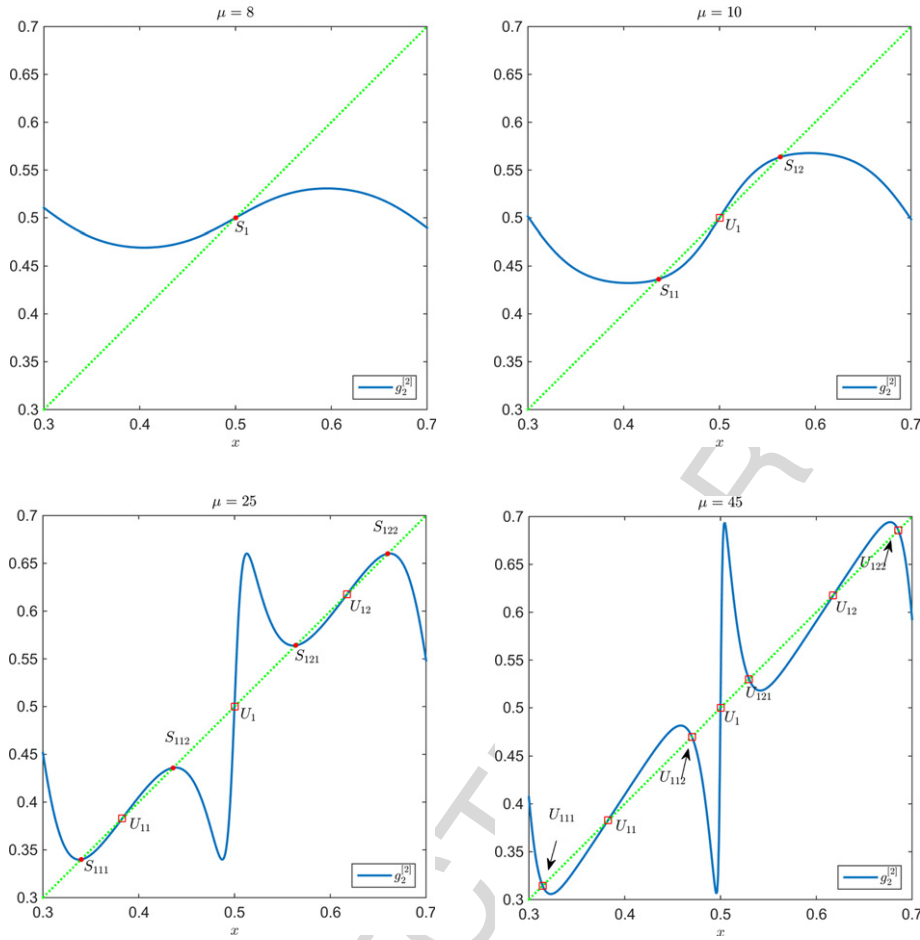 μ = 8
0.7
0.65
0.6
0.55
0.5
0.45
0.4
0.35
0.3
S₁
g₂^[2]
0.3 0.4 0.5 0.6 0.7
x
μ = 10
0.7
0.65
0.6
0.55
0.5
0.45
0.4
0.35
0.3
S₁₂
U₁
S₁₁
g₂^[2]
0.3 0.4 0.5 0.6 0.7
x
μ = 25
0.7
0.65
0.6
0.55
0.5
0.45
0.4
0.35
0.3
S₁₂₂
U₁₂
S₁₂₁
U₁
S₁₁₂
U₁₁
S₁₁₁
g₂^[2]
0.3 0.4 0.5 0.6 0.7
x
μ = 45
0.7
0.65
0.6
0.55
0.5
0.45
0.4
0.35
0.3
U₁₂₂
U₁₂
U₁₂₁
U₁
U₁₁₂
U₁₁₁
U₁₁
g₂^[2]
0.3 0.4 0.5 0.6 0.7
x